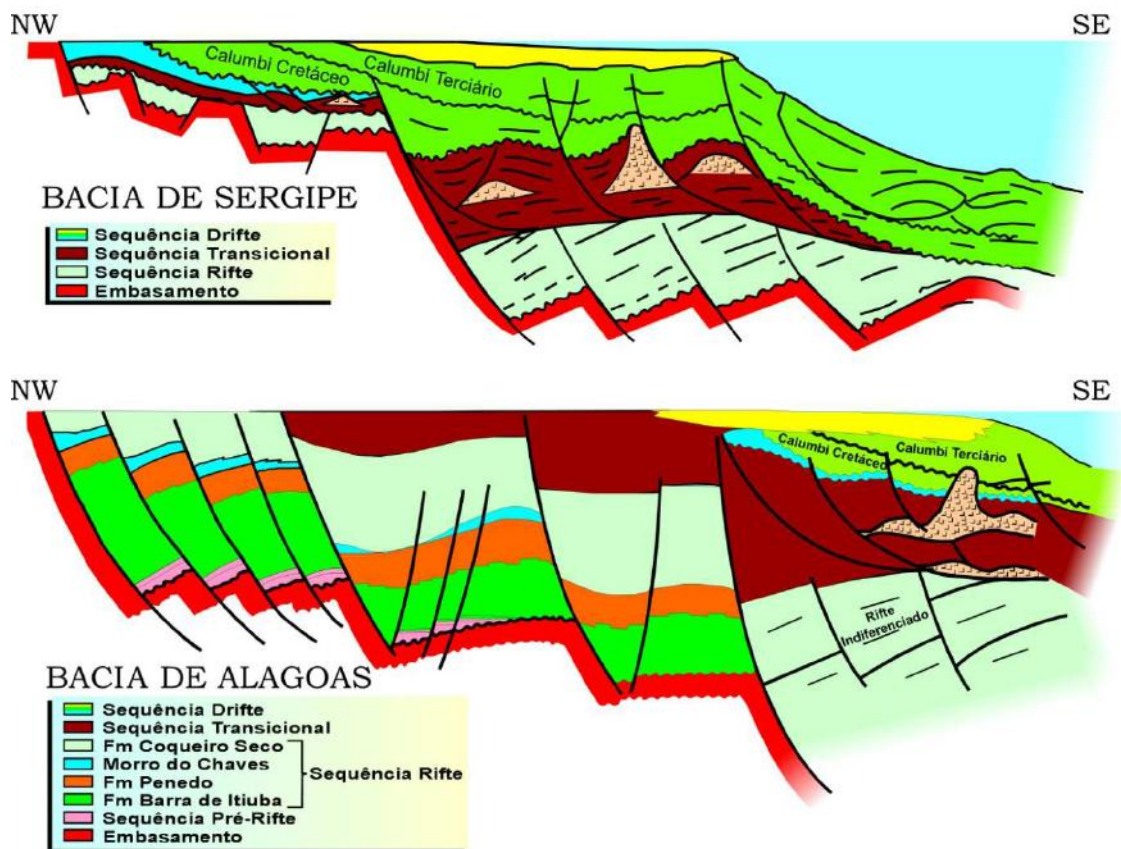 NW
SE
Calumbi Cretáceo
Calumbi Terciário
BACIA DE SERGIPE
Sequência Drifte
Sequência Transicional
Sequência Rifte
Embasamento
NW
SE
Calumbi Cretáceo
Calumbi Terciário
Rifte
Indiferenciado
BACIA DE ALAGOAS
Sequência Drifte
Sequência Transicional
Fm Coqueiro Seco
Morro do Chaves
Sequência Rifte
Fm Penedo
Fm Barra de Itiuba
Sequência Pré-Rifte
Embasamento